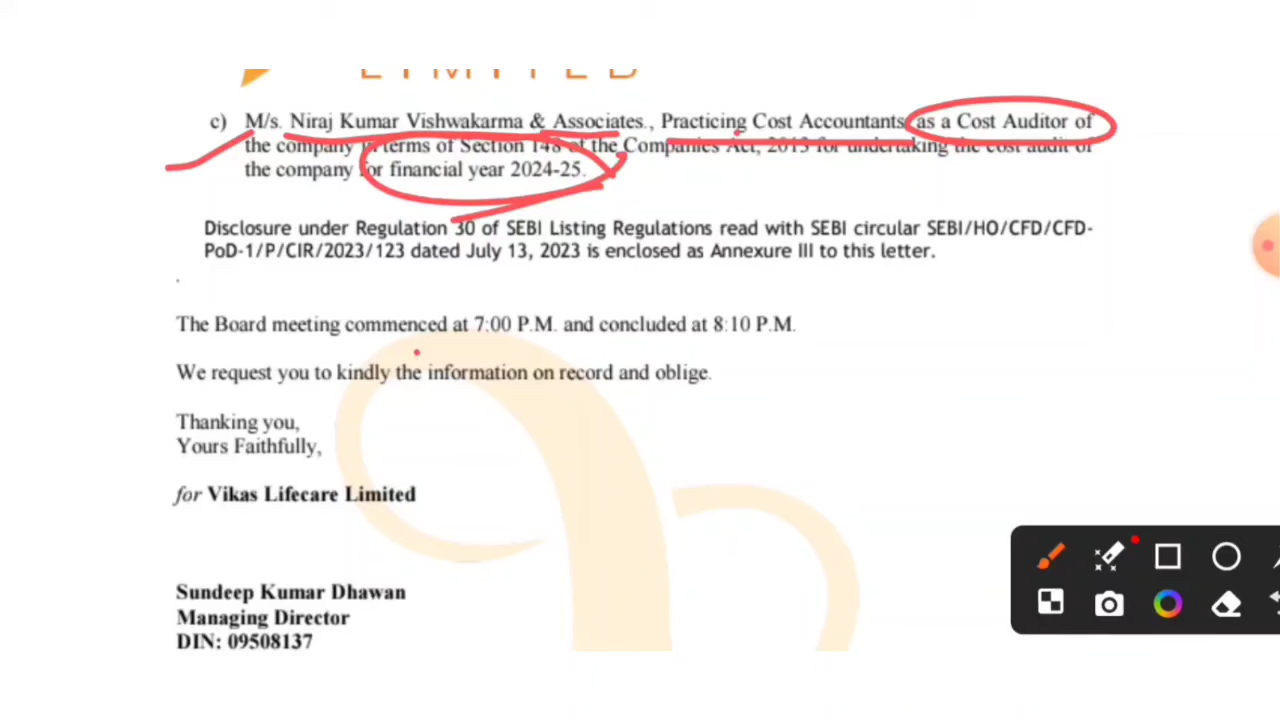 LIMITED
c) M/s. Niraj Kumar Vishwakarma & Associates., Practicing Cost Accountants as a Cost Auditor of
the company in terms of Section 148 of the Companies Act, 2013 for undertaking the cost audit of
the company for financial year 2024-25.
Disclosure under Regulation 30 of SEBI Listing Regulations read with SEBI circular SEBI/HO/CFD/CFD-
PoD-1/P/CIR/2023/123 dated July 13, 2023 is enclosed as Annexure III to this letter.
.
The Board meeting commenced at 7:00 P.M. and concluded at 8:10 P.M.
We request you to kindly the information on record and oblige.
Thanking you,
Yours Faithfully,
for Vikas Lifecare Limited
Sundeep Kumar Dhawan
Managing Director
DIN: 09508137